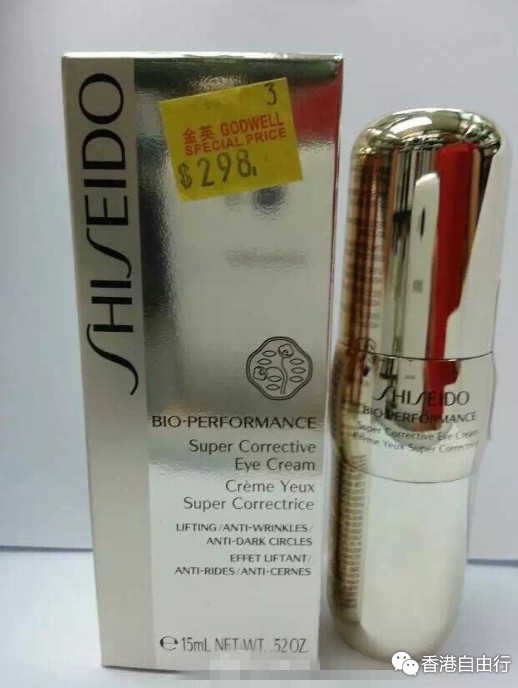 SHISEIDO
3
金英 GODWELL
SPECIAL PRICE
$298.
BIO-PERFORMANCE
Super Corrective
Eye Cream
Crème Yeux
Super Correctrice
LIFTING/ANTI-WRINKLES/
ANTI-DARK CIRCLES
EFFET LIFTANT/
ANTI-RIDES/ANTI-CERNES
℮ 15mL NET WT. .52 OZ.
SHISEIDO
BIO-PERFORMANCE
Super Corrective Eye Cream
Crème Yeux Super Correctrice
香港自由行